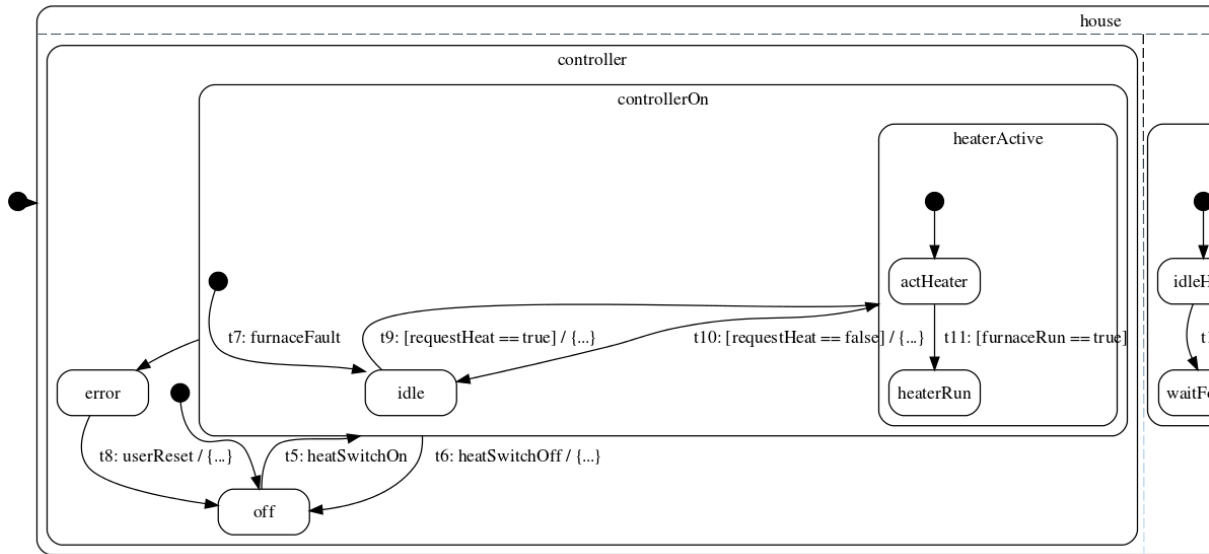 house
controller
controllerOn
heaterActive
actHeater
t7: furnaceFault
t9: [requestHeat == true] / {...}
t10: [requestHeat == false] / {...}
t11: [furnaceRun == true]
error
idle
heaterRun
t8: userReset / {...}
t5: heatSwitchOn
t6: heatSwitchOff / {...}
off